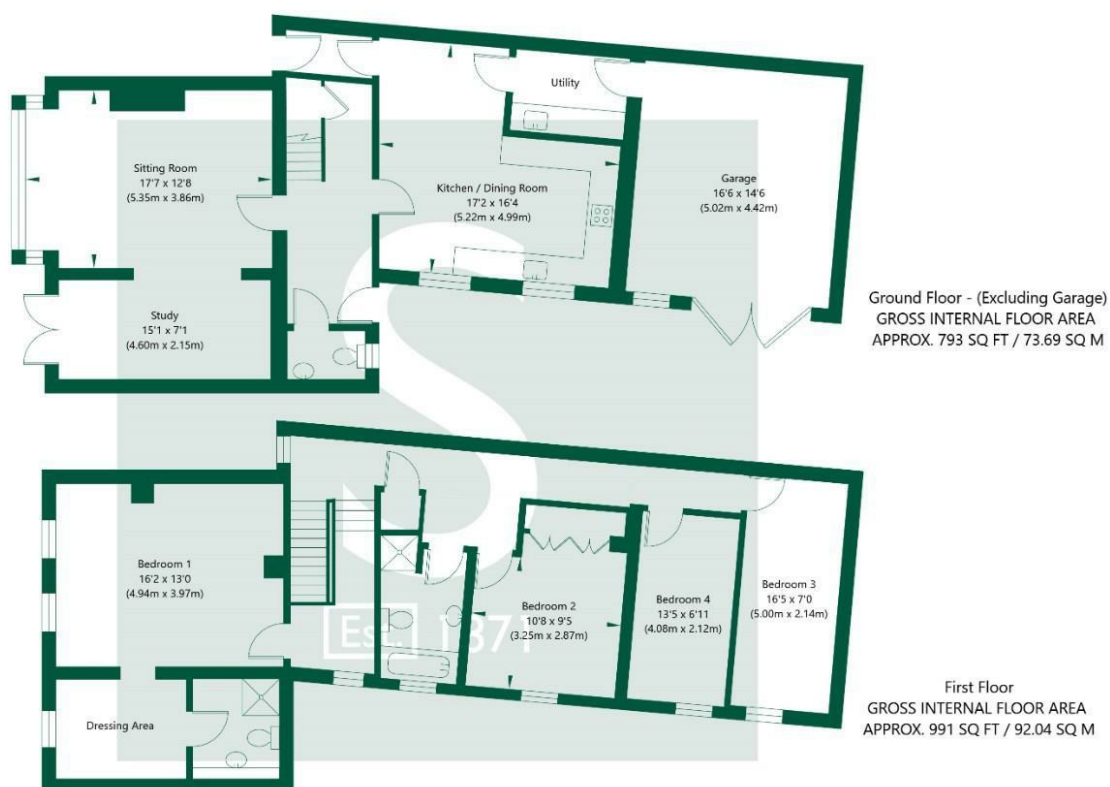 Utility
Sitting Room
17'7 x 12'8
(5.35m x 3.86m)
Kitchen / Dining Room
17'2 x 16'4
(5.22m x 4.99m)
Garage
16'6 x 14'6
(5.02m x 4.42m)
Study
15'1 x 7'1
(4.60m x 2.15m)
Ground Floor - (Excluding Garage)
GROSS INTERNAL FLOOR AREA
APPROX. 793 SQ FT / 73.69 SQ M
S
Bedroom 1
16'2 x 13'0
(4.94m x 3.97m)
Bedroom 2
10'8 x 9'5
(3.25m x 2.87m)
Bedroom 4
13'5 x 6'11
(4.08m x 2.12m)
Bedroom 3
16'5 x 7'0
(5.00m x 2.14m)
Est. 1871
Dressing Area
First Floor
GROSS INTERNAL FLOOR AREA
APPROX. 991 SQ FT / 92.04 SQ M